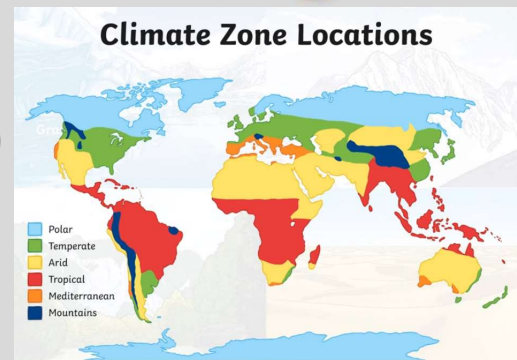 Climate Zone Locations
Polar
Temperate
Arid
Tropical
Mediterranean
Mountains